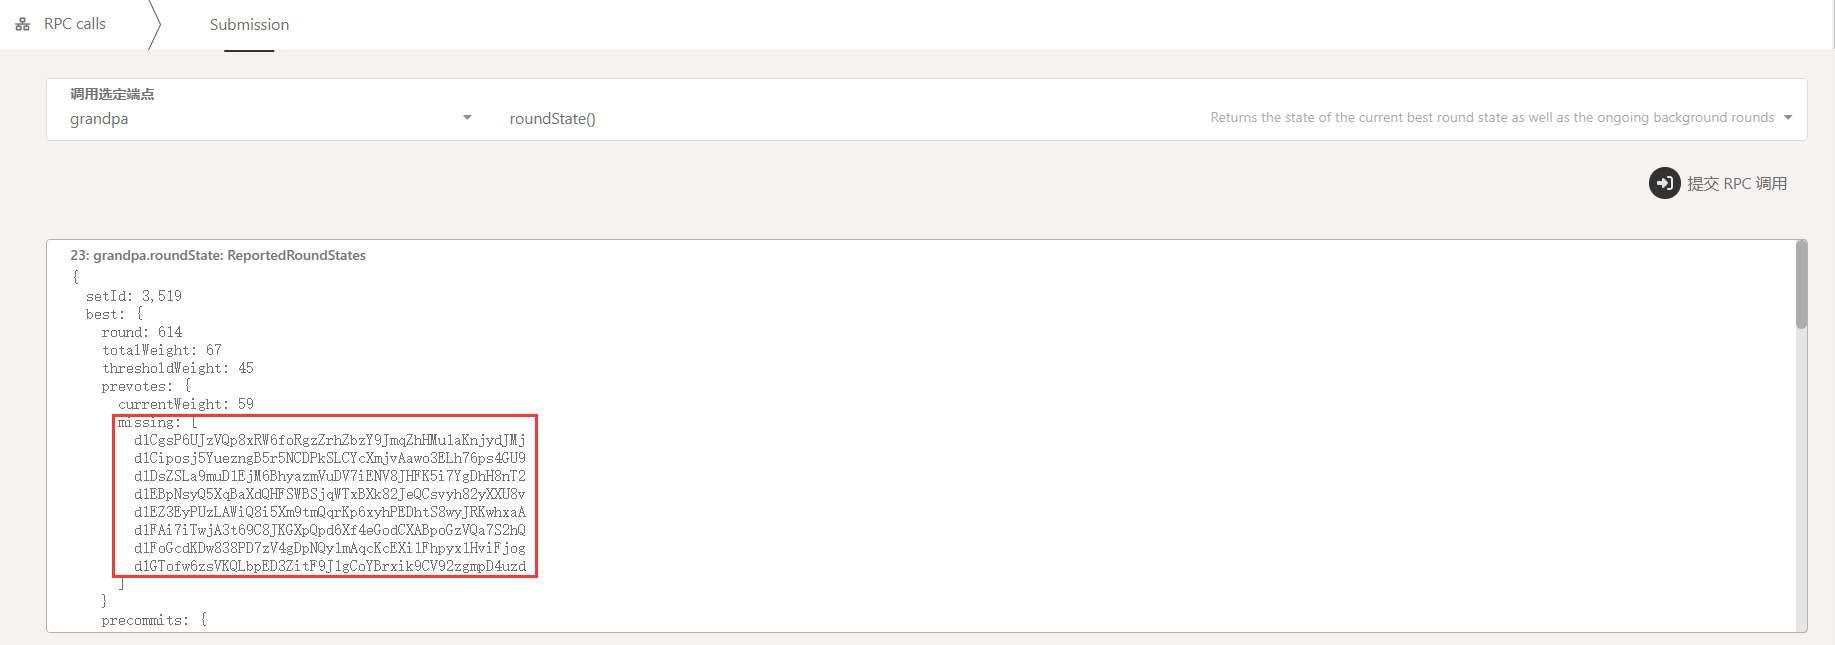 RPC calls
Submission
调用选定端点
grandpa
roundState()
Returns the state of the current best round state as well as the ongoing background rounds
提交 RPC 调用
23: grandpa.roundState: ReportedRoundStates
{
setId: 3,519
best: {
round: 614
totalWeight: 67
thresholdWeight: 45
prevotes: {
currentWeight: 59
missing: [
d1CgsP6UJzVQp8xRW6foRgzZrhZbzY9JmqZhHMu1aKnjydJMj
d1Ciposj5YuezngB5r5NCDPkSLCYcXmjvAawo3ELh76ps4GU9
d1DsZSLa9muD1EjM6BhyazmVuDV7iENV8JHFK5i7YgDhH8nT2
d1EBpNsyQ5XqBaXdQHFSWBSjqWTxBXk82JeQCsvyh82yXXU8v
d1EZ3EyPUzLAWiQ8i5Xm9tmQqrKp6xyhPEDhtS8wyJRKwhxaA
d1FAi7iTwjA3t69C8JKGXpQpd6Xf4eGodCXABpoGzVQa7S2hQ
d1FoGcdKDw838PD7zV4gDpNQy1mAqcKcEXi1Fhpyx1HviFjog
d1GTofw6zsVKQLbpED3ZitF9J1gCoYBrxik9CV92zgmpD4uzd
]
}
precommits: {